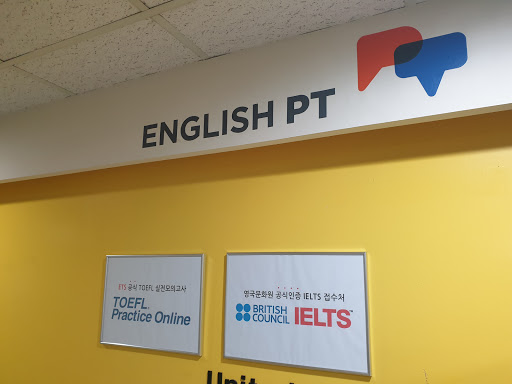 ENGLISH PT
ETS 공식 TOEFL 실전모의고사
TOEFL
Practice Online
영국문화원 공식인증 IELTS 접수처
BRITISH
COUNCIL
IELTS™